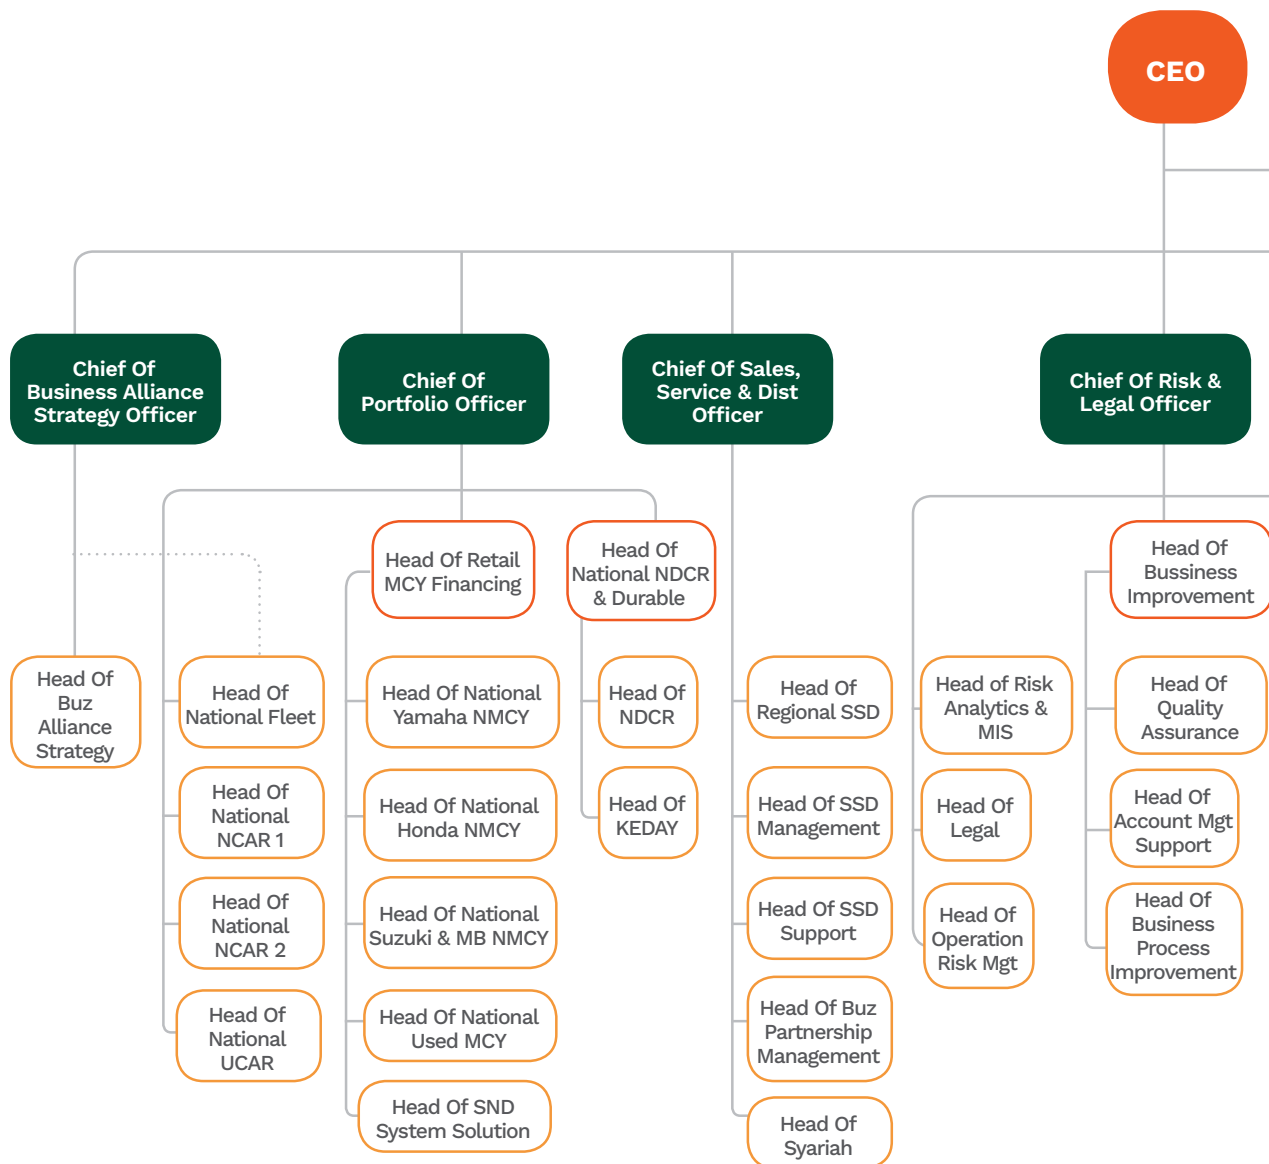 CEO
Chief Of
Business Alliance
Strategy Officer
Chief Of
Portfolio Officer
Chief Of Sales,
Service & Dist
Officer
Chief Of Risk &
Legal Officer
Head Of
Buz
Alliance
Strategy
Head Of
National Fleet
Head Of
National
NCAR 1
Head Of
National
NCAR 2
Head Of
National
UCAR
Head Of Retail
MCY Financing
Head Of National
Yamaha NMCY
Head Of National
Honda NMCY
Head Of National
Suzuki & MB NMCY
Head Of National
Used MCY
Head Of SND
System Solution
Head Of
National NDCR
& Durable
Head Of
NDCR
Head Of
KEDAY
Head Of
Regional SSD
Head Of SSD
Management
Head Of SSD
Support
Head Of Buz
Partnership
Management
Head Of
Syariah
Head of Risk
Analytics &
MIS
Head Of
Legal
Head Of
Operation
Risk Mgt
Head Of
Bussiness
Improvement
Head Of
Quality
Assurance
Head Of
Account Mgt
Support
Head Of
Business
Process
Improvement